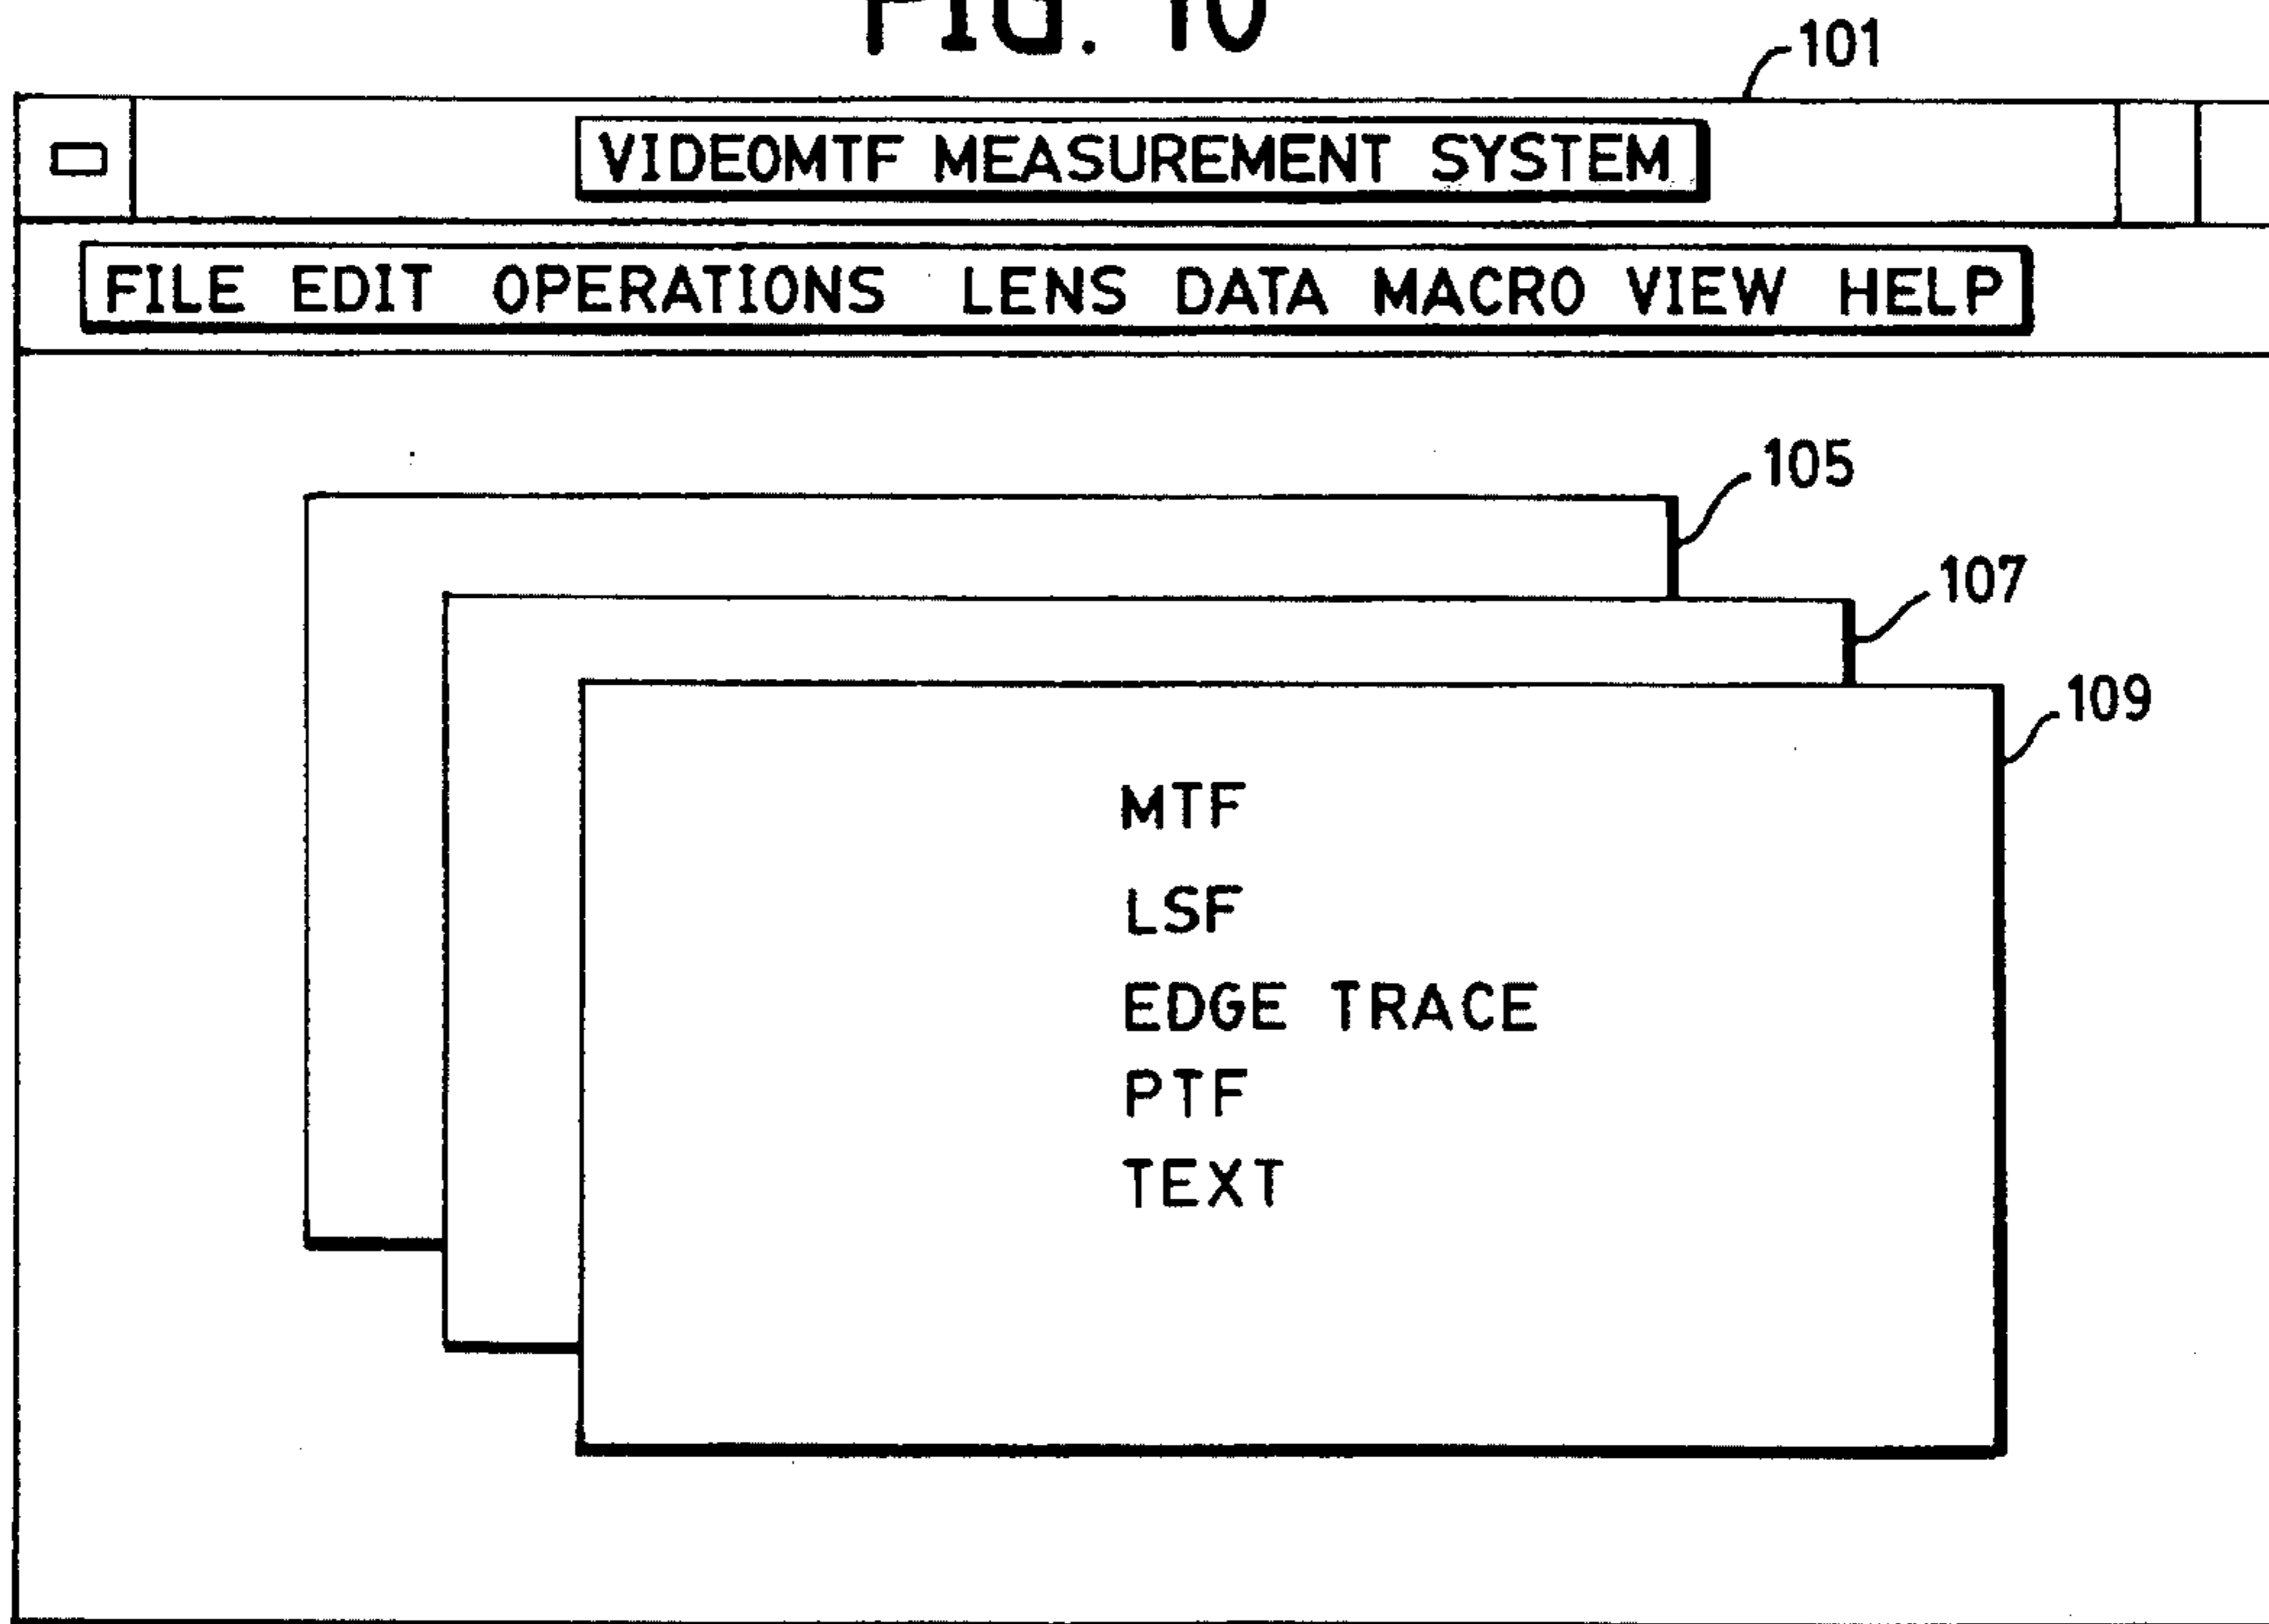 FIG. 10
101
VIDEOMTF MEASUREMENT SYSTEM
FILE EDIT OPERATIONS LENS DATA MACRO VIEW HELP
105
107
109
MTF
LSF
EDGE TRACE
PTF
TEXT